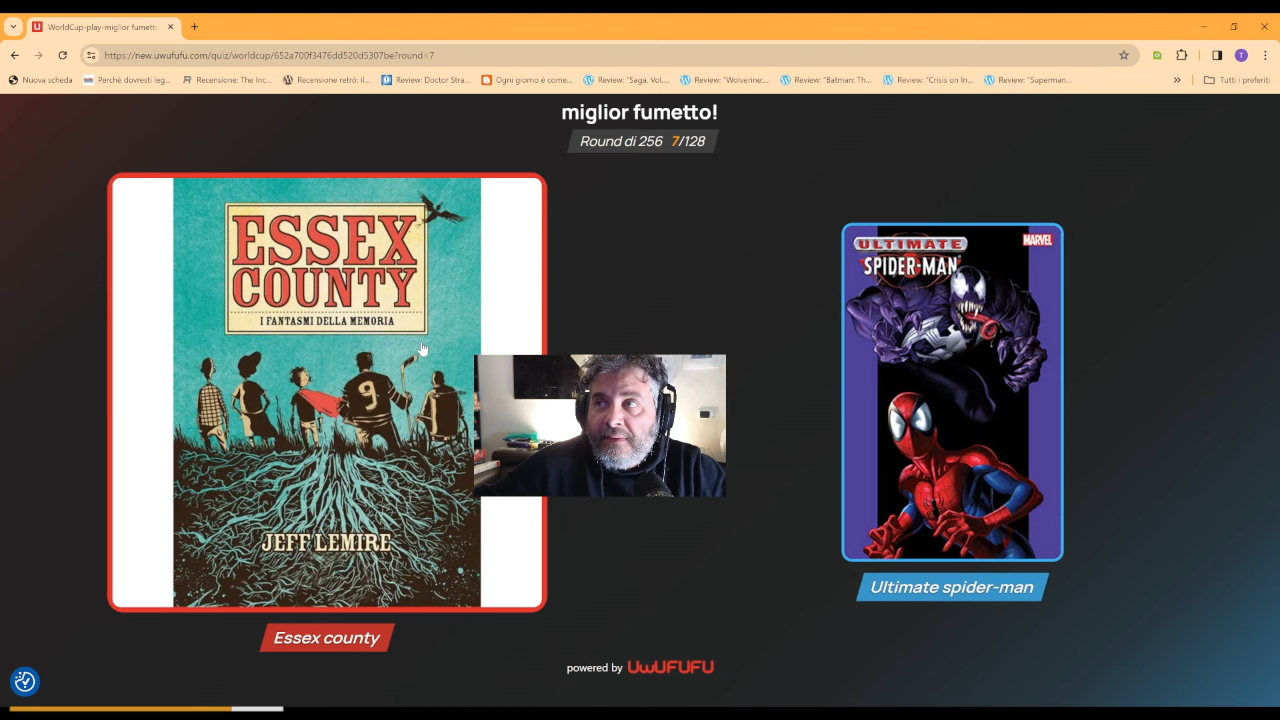 WorldCup-play-miglior fumetto
https://new.uwufufu.com/quiz/worldcup/652a700f3476dd520d5307be?round=7
T
Nuova scheda
Perché dovresti leg...
Recensione: The Inc...
Recensione retrò: il...
Review: Doctor Stra...
Ogni giorno è come...
Review: "Saga, Vol....
Review: "Wolverine:...
Review: "Batman: Th...
Review: "Crisis on In...
Review: "Superman...
»
Tutti i preferiti
miglior fumetto!
Round di 256 7/128
ESSEX
COUNTY
I FANTASMI DELLA MEMORIA
9
JEFF LEMIRE
Essex county
ULTIMATE
SPIDER-MAN
MARVEL
Ultimate spider-man
powered by UwUFUFU